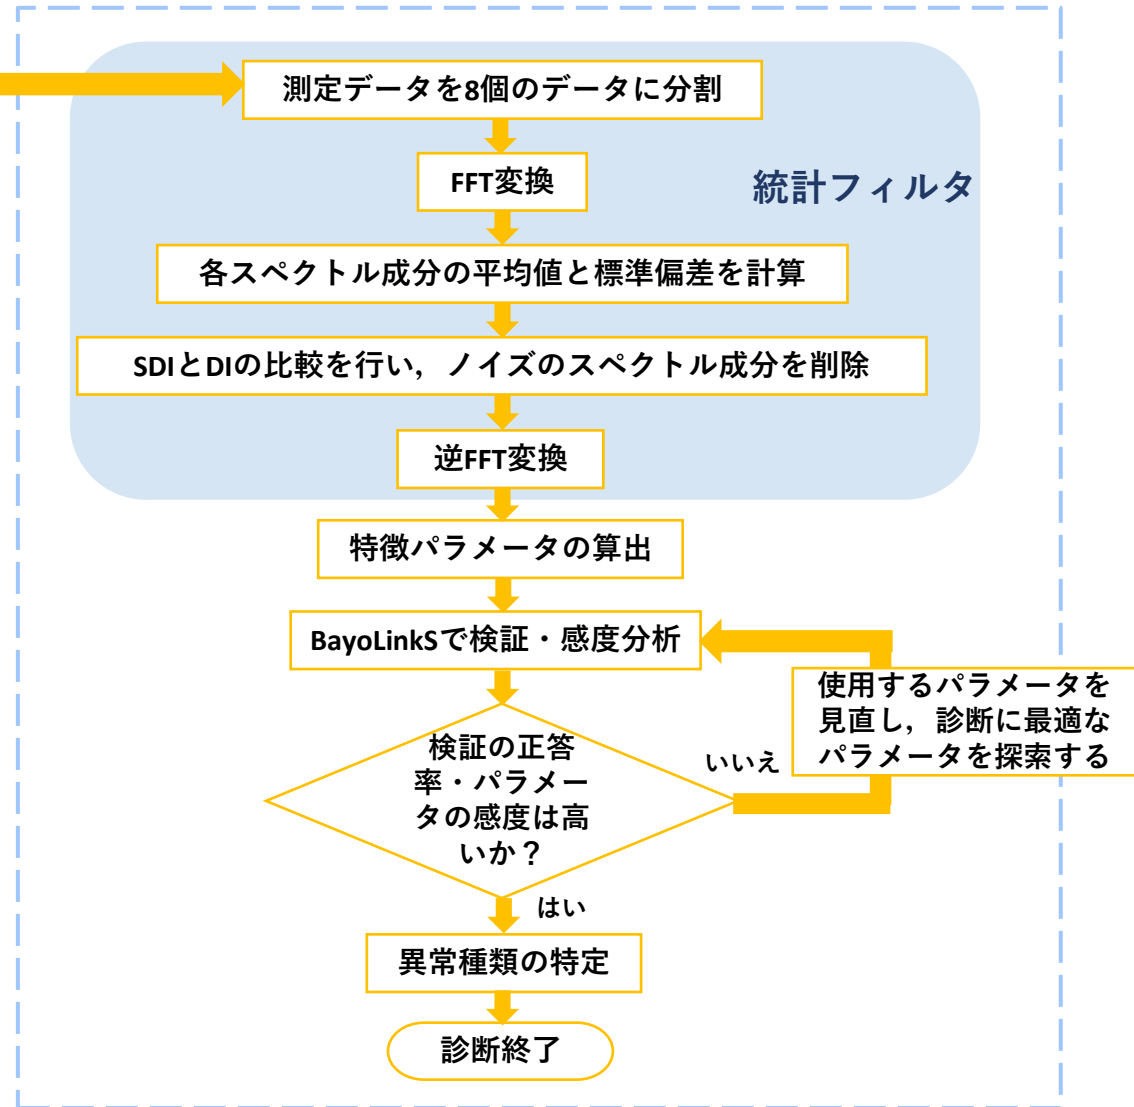 測定データを8個のデータに分割
FFT変換
統計フィルタ
各スペクトル成分の平均値と標準偏差を計算
SDIとDIの比較を行い，ノイズのスペクトル成分を削除
逆FFT変換
特徴パラメータの算出
BayoLinkSで検証・感度分析
使用するパラメータを
見直し，診断に最適な
パラメータを探索する
検証の正答
率・パラメー
タの感度は高
いか？
いいえ
はい
異常種類の特定
診断終了